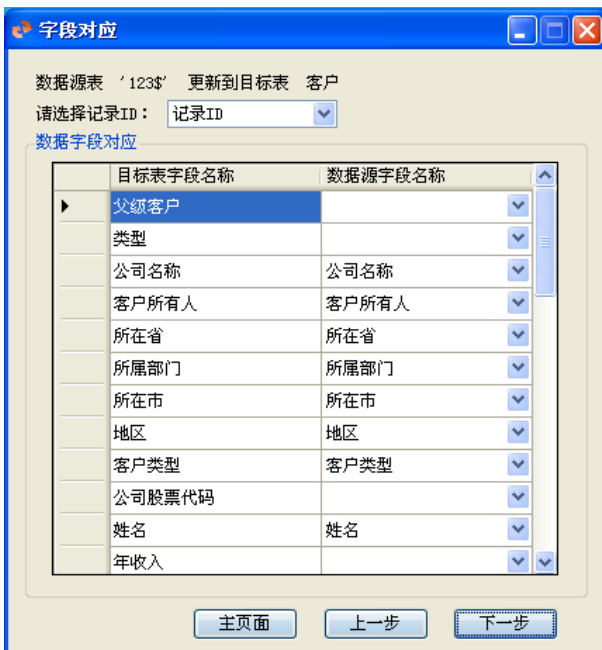 字段对应
数据源表 '123$' 更新到目标表 客户
请选择记录ID： 记录ID
数据字段对应
目标表字段名称 数据源字段名称
父级客户
类型
公司名称 公司名称
客户所有人 客户所有人
所在省 所在省
所属部门 所属部门
所在市 所在市
地区 地区
客户类型 客户类型
公司股票代码
姓名 姓名
年收入
主页面 上一步 下一步